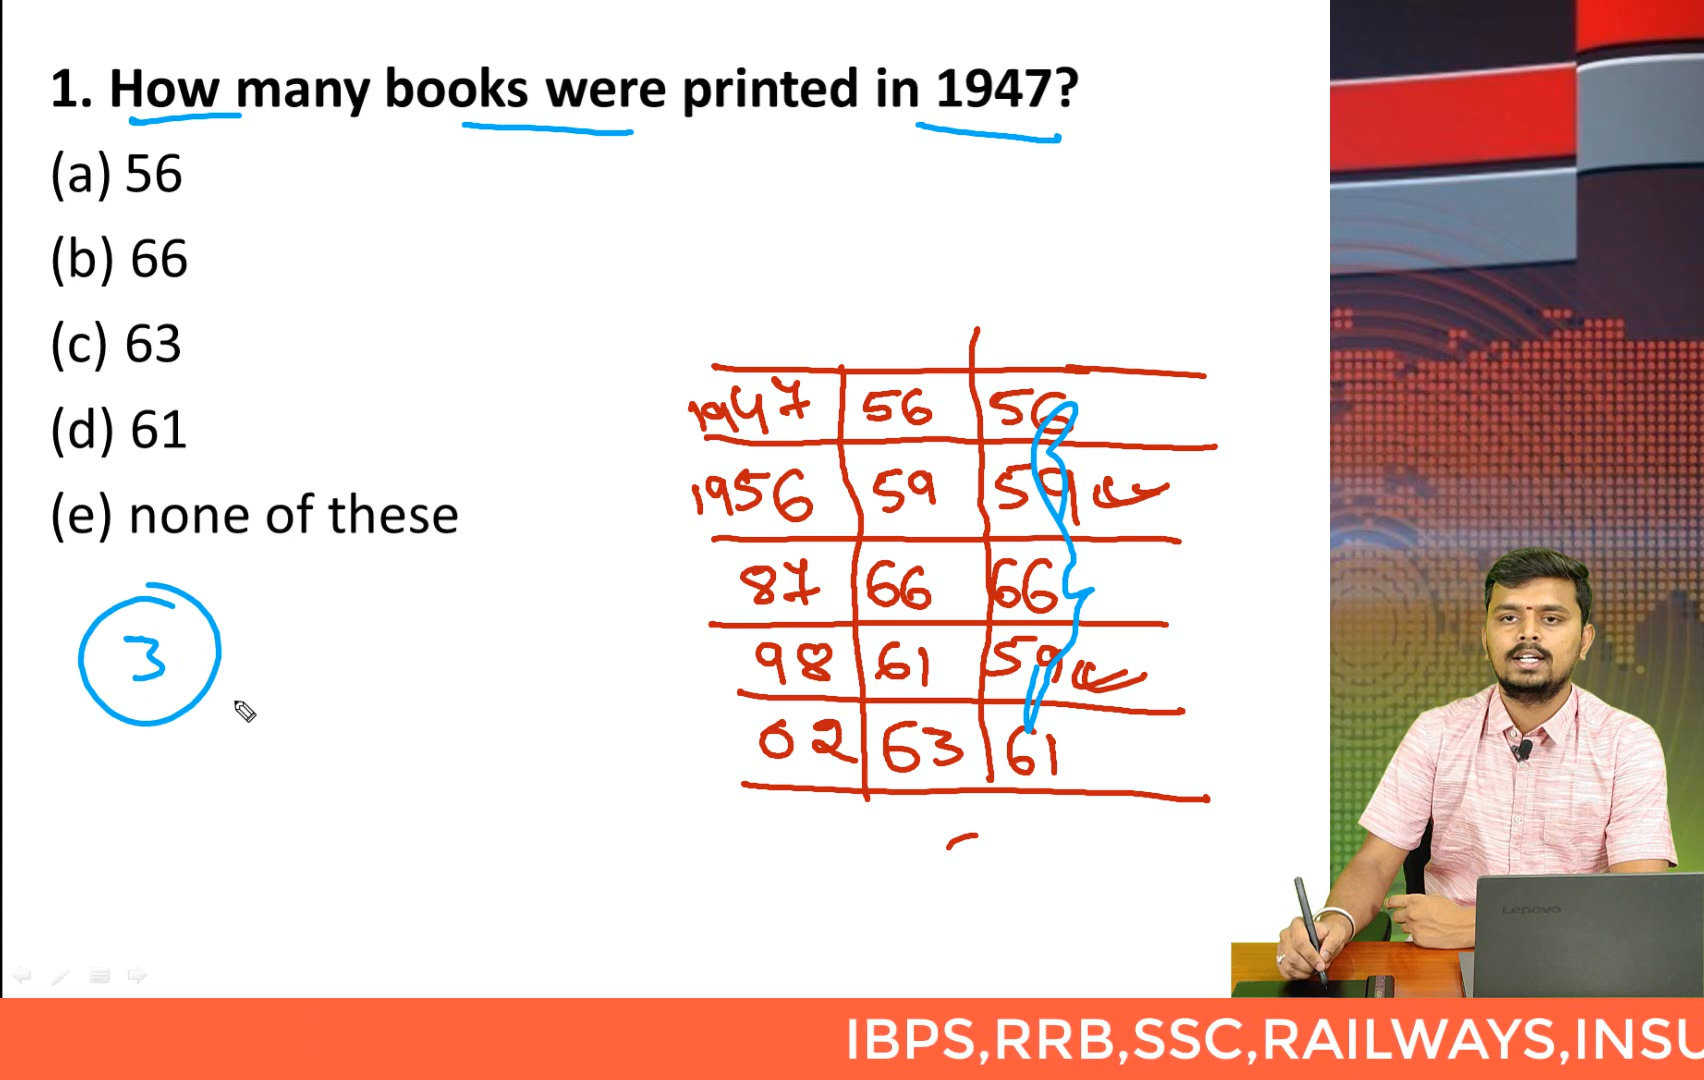 1. How many books were printed in 1947?
(a) 56
(b) 66
(c) 63
(d) 61
(e) none of these
3
1947 56 56
1956 59 59
87 66 66
98 61 59
02 63 61
Lenovo
IBPS,RRB,SSC,RAILWAYS,INSU